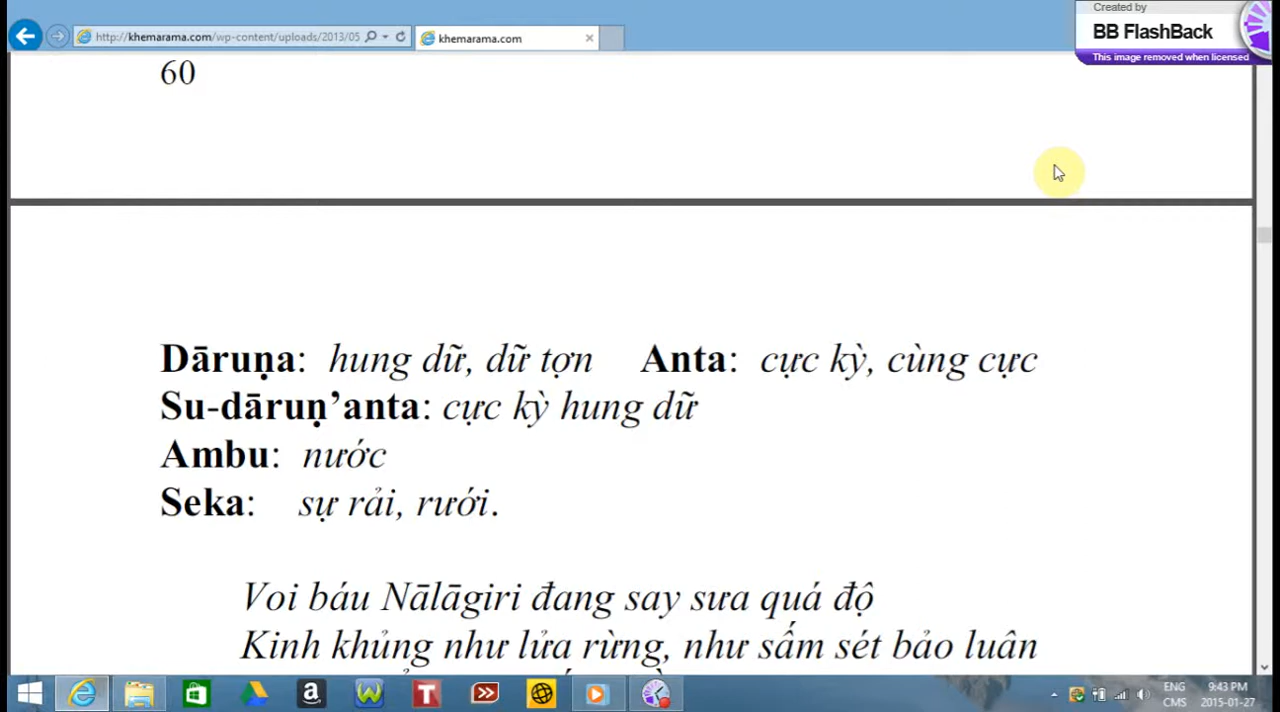 Created by
BB FlashBack
This image removed when licensed
http://khemarama.com/wp-content/uploads/2013/05
khemarama.com
60
Dāruṇa: hung dữ, dữ tợn Anta: cực kỳ, cùng cực
Su-dāruṇ’anta: cực kỳ hung dữ
Ambu: nước
Seka: sự rải, rưới.
Voi báu Nālāgiri đang say sưa quá độ
Kinh khủng như lửa rừng, như sấm sét bảo luân
ENG
CMS
9:43 PM
2015-01-27